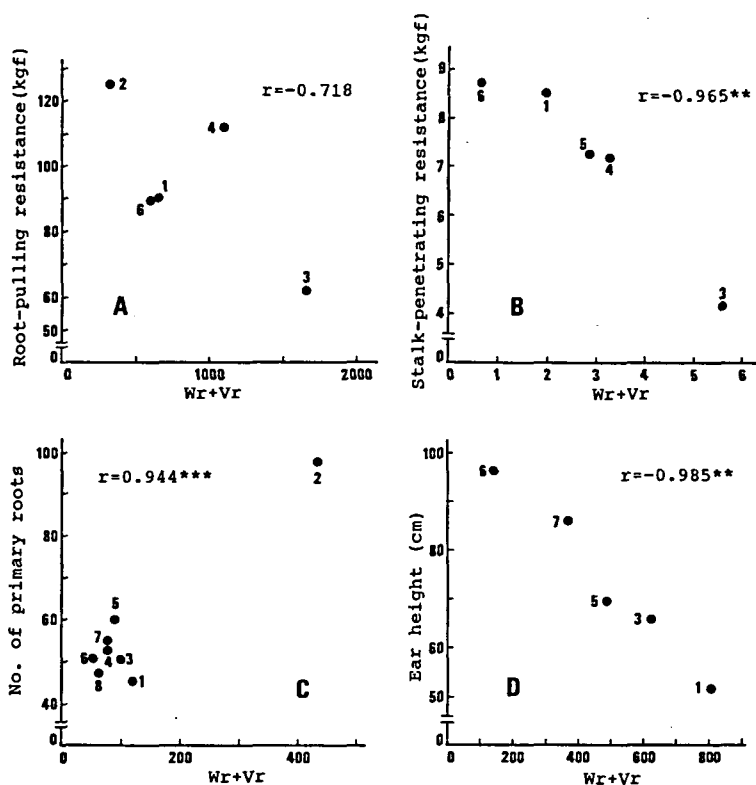 Root-pulling resistance(kgf)
120
100
80
60
50
0
2
r=-0.718
4
1
6
3
A
0 1000 2000
Wr+Vr
Stalk-penetrating resistance(kgf)
9
8
7
6
5
4
0
6
1
r=-0.965**
5
4
3
B
0 1 2 3 4 5 6
Wr+Vr
No. of primary roots
100
80
60
40
0
r=0.944***
2
5
7
6 4 3
8 1
C
0 200 400
Wr+Vr
Ear height (cm)
100
80
60
50
0
6
r=-0.985**
7
5
3
1
D
0 200 400 600 800
Wr+Vr